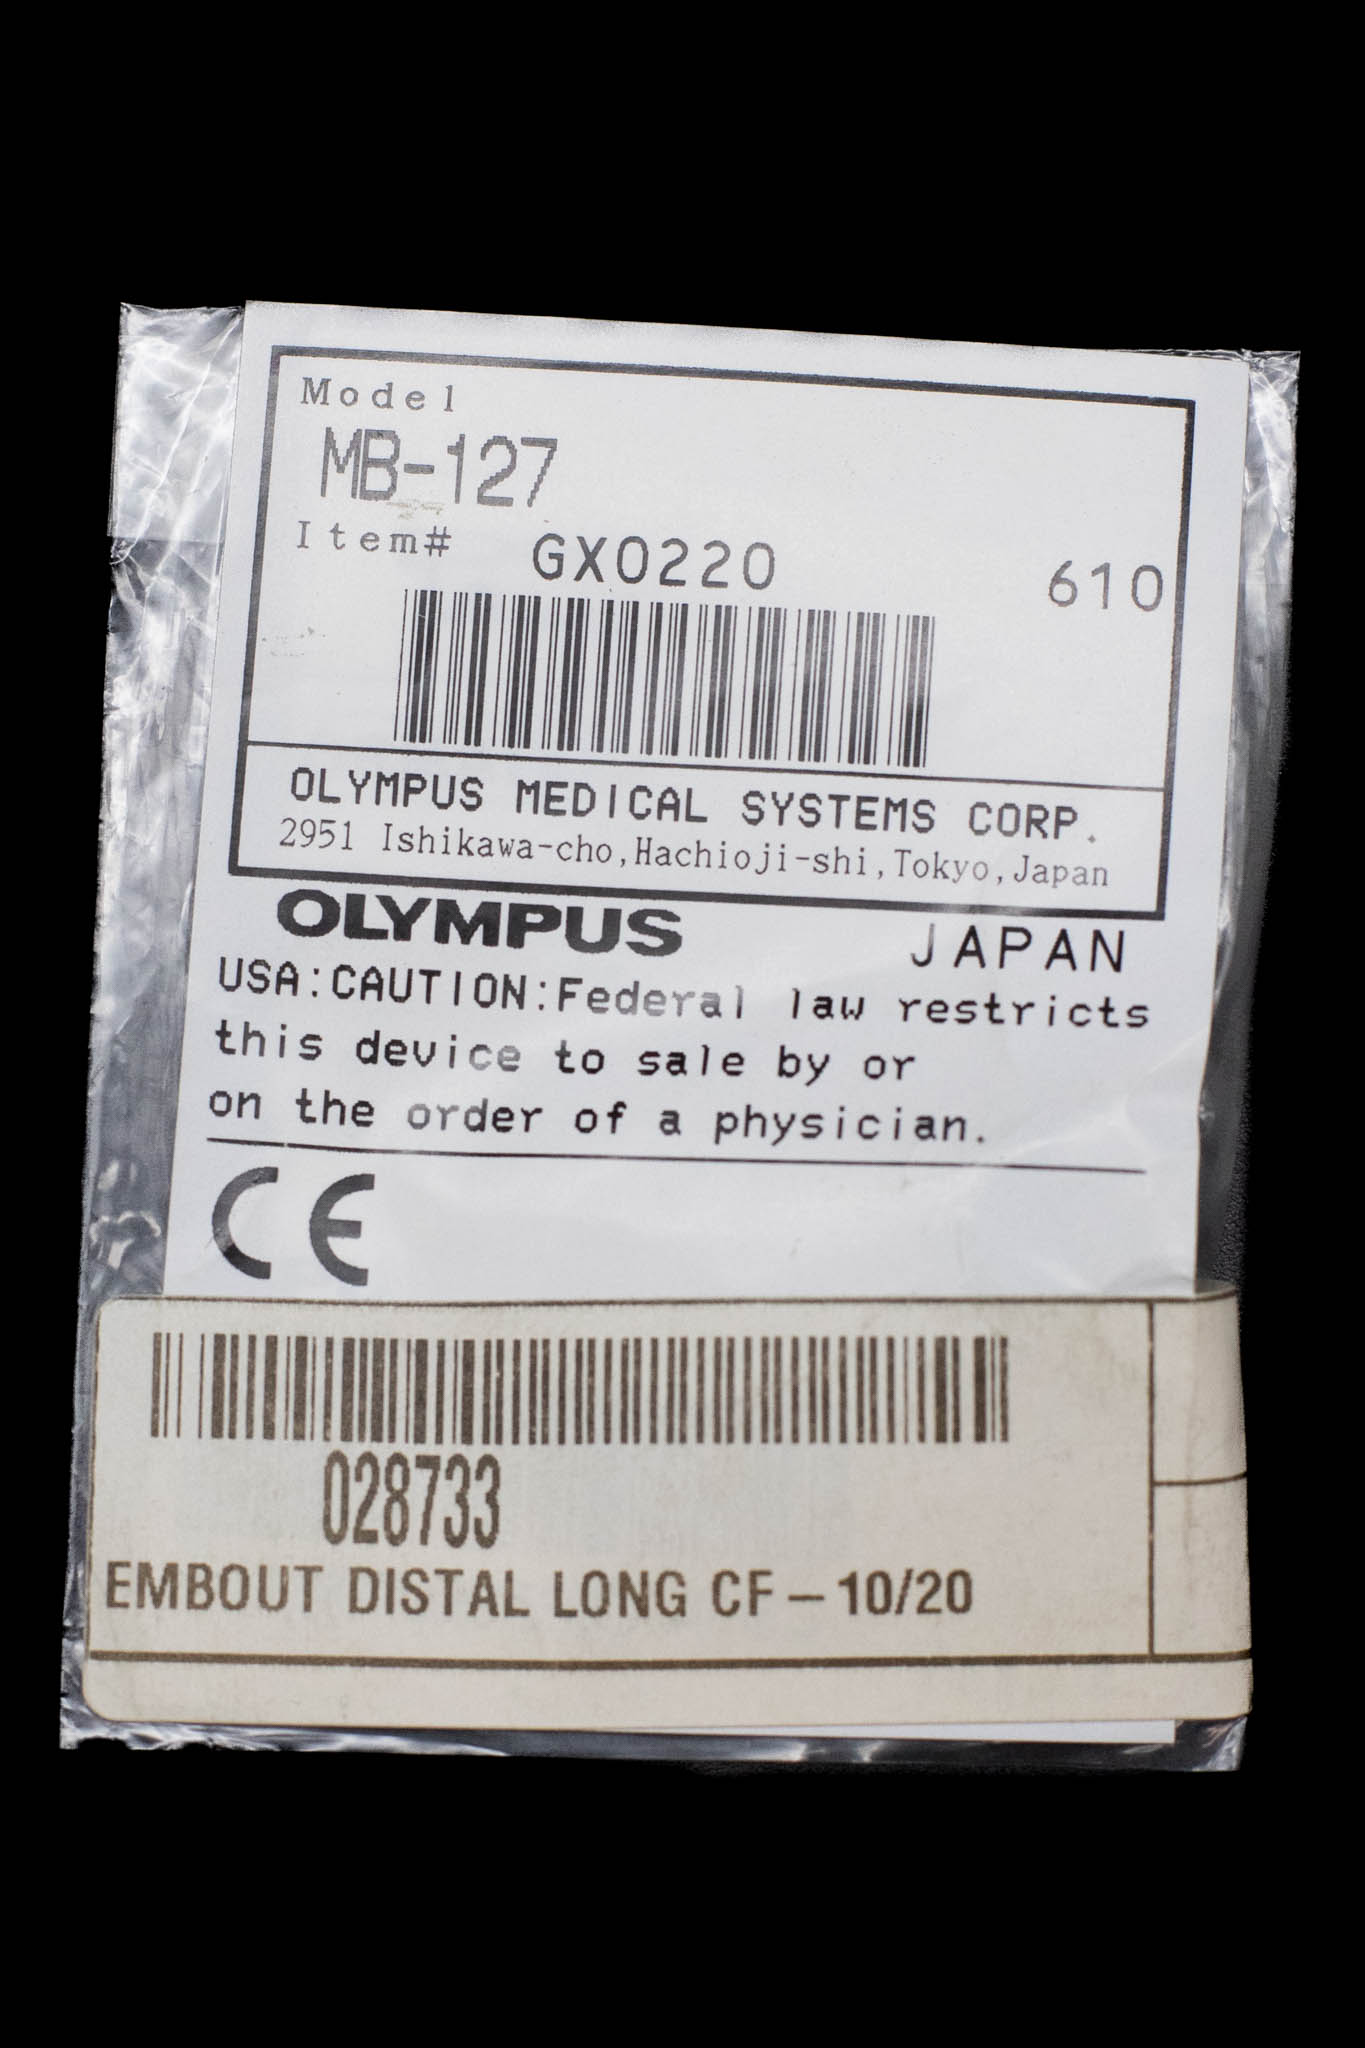 Model
MB-127
Item# GX0220 610
OLYMPUS MEDICAL SYSTEMS CORP.
2951 Ishikawa-cho,Hachioji-shi,Tokyo,Japan
OLYMPUS JAPAN
USA:CAUTION:Federal law restricts
this device to sale by or
on the order of a physician.
CE
028733
EMBOUT DISTAL LONG CF-10/20